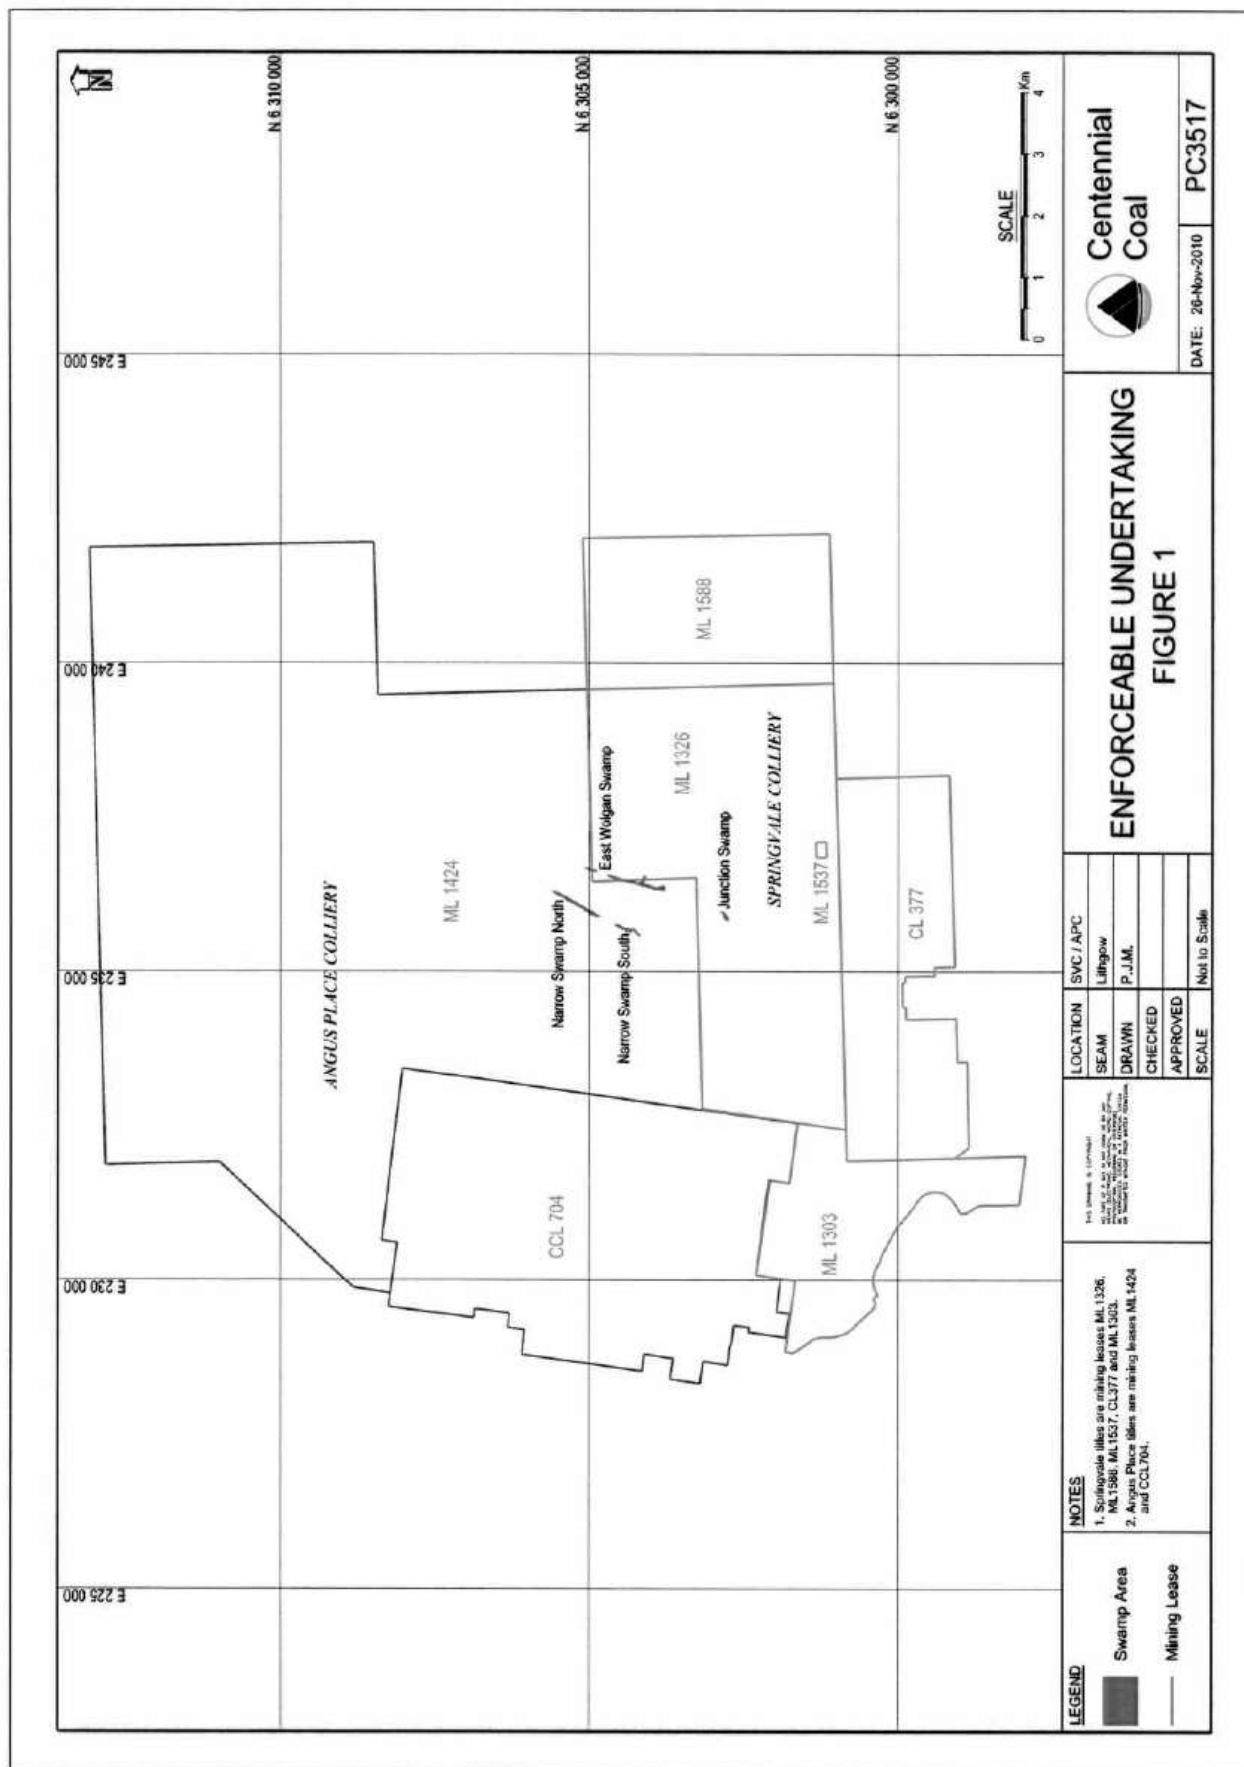 N
N 6 310 000
N 6 305 000
N 6 300 000
E 225 000
E 230 000
E 235 000
E 240 000
E 245 000
ANGUS PLACE COLLIERY
ML 1424
CCL 704
Narrow Swamp North
Narrow Swamp South
East Wolgan Swamp
ML 1326
ML 1588
Junction Swamp
SPRINGVALE COLLIERY
ML 1537
ML 1303
CL 377
SCALE
0 1 2 3 4 Km
LEGEND
Swamp Area
Mining Lease
NOTES
1. Springvale titles are mining leases ML1326,
ML1588, ML1537, CL377 and ML1303.
2. Angus Place titles are mining leases ML1424
and CCL704.
THIS DRAWING IS COPYRIGHT
LOCATION SVC / APC
SEAM Lithgow
DRAWN P.J.M.
CHECKED
APPROVED
SCALE Not to Scale
ENFORCEABLE UNDERTAKING
FIGURE 1
Centennial
Coal
DATE: 26-Nov-2010
PC3517